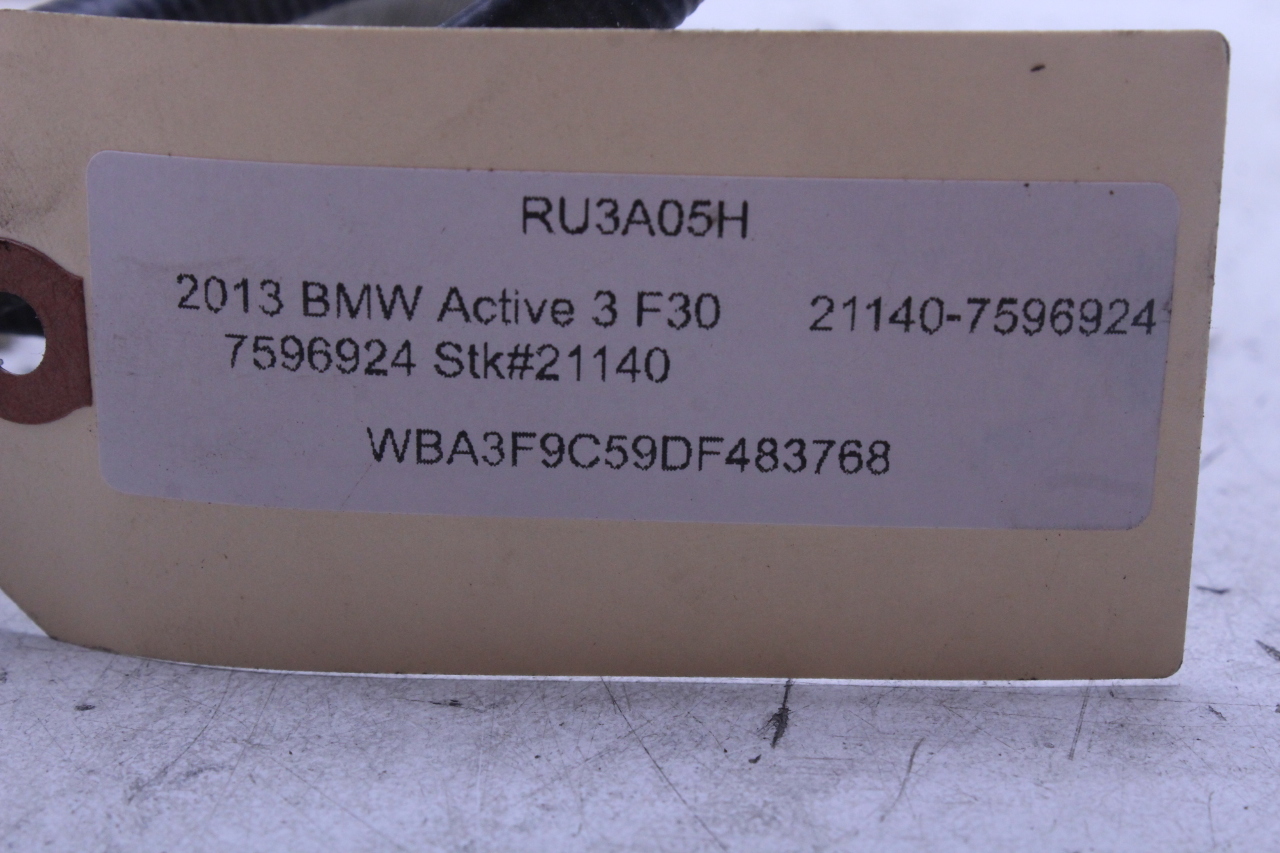 RU3A05H
2013 BMW Active 3 F30 21140-7596924
7596924 Stk#21140
WBA3F9C59DF483768